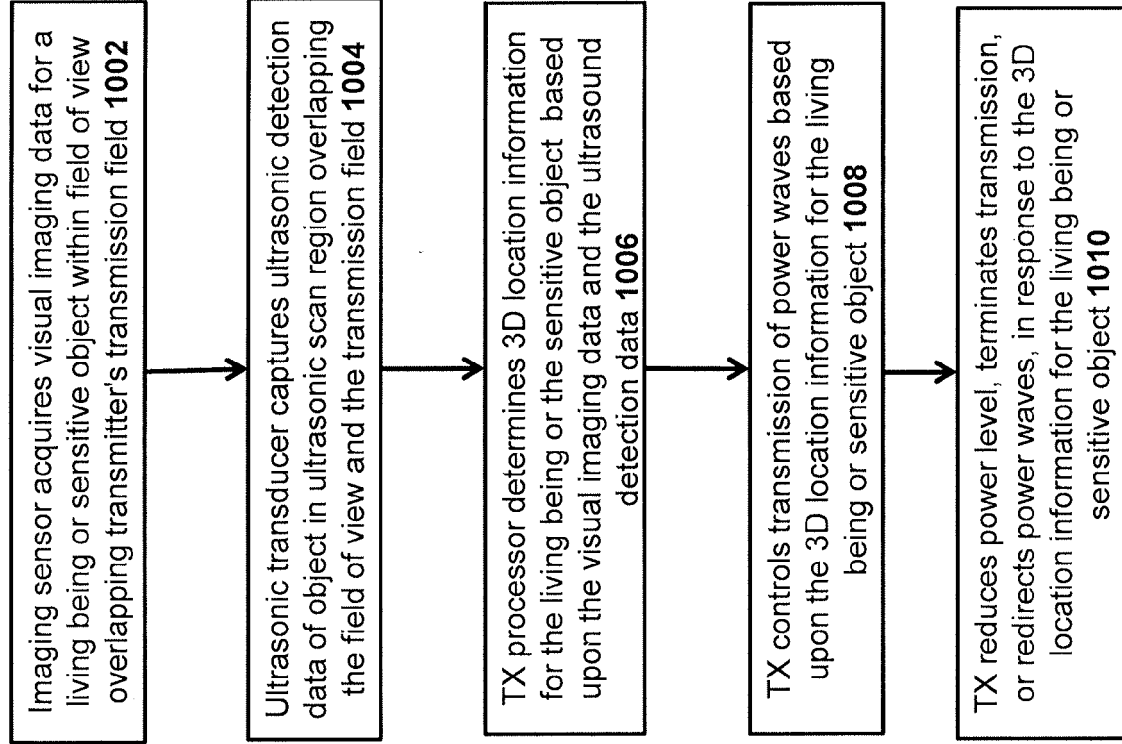 Imaging sensor acquires visual imaging data for a
living being or sensitive object within field of view
overlapping transmitter's transmission field 1002
Ultrasonic transducer captures ultrasonic detection
data of object in ultrasonic scan region overlapping
the field of view and the transmission field 1004
TX processor determines 3D location information
for the living being or the sensitive object based
upon the visual imaging data and the ultrasound
detection data 1006
TX controls transmission of power waves based
upon the 3D location information for the living
being or sensitive object 1008
TX reduces power level, terminates transmission,
or redirects power waves, in response to the 3D
location information for the living being or
sensitive object 1010